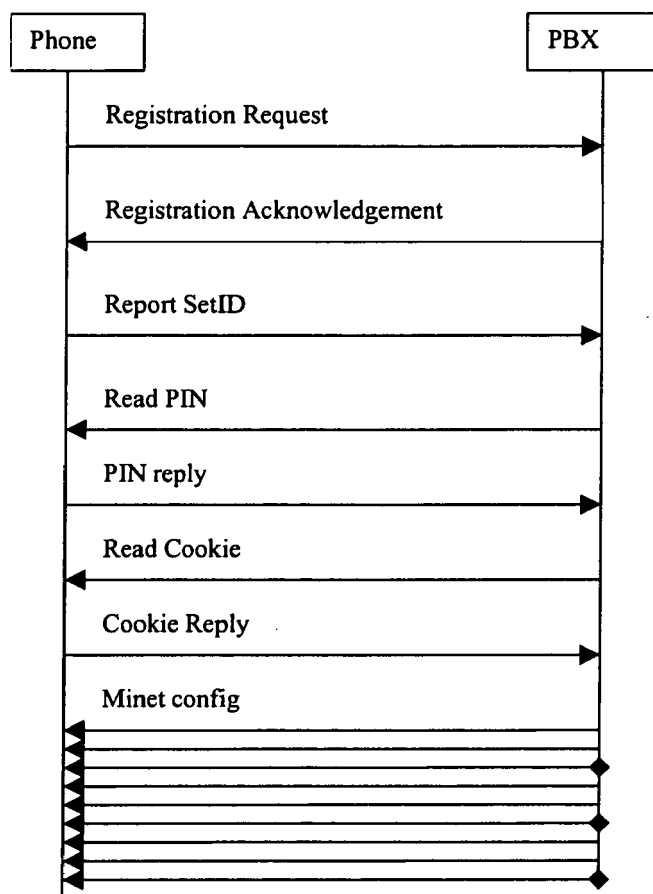 Phone
PBX
Registration Request
Registration Acknowledgement
Report SetID
Read PIN
PIN reply
Read Cookie
Cookie Reply
Minet config